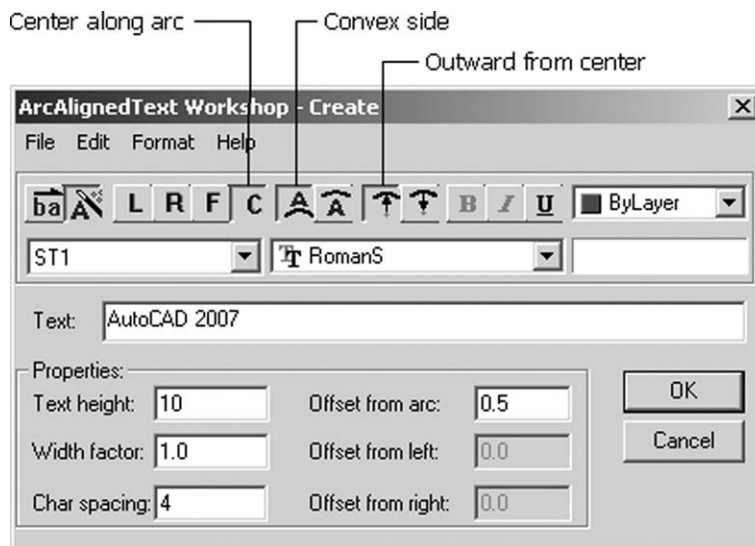 Center along arc
Convex side
Outward from center
ArcAlignedText Workshop - Create
File Edit Format Help
ba A L R F C A A B I U ByLayer
ST1 RomanS
Text: AutoCAD 2007
Properties:
Text height: 10 Offset from arc: 0.5 OK
Width factor: 1.0 Offset from left: 0.0 Cancel
Char spacing: 4 Offset from right: 0.0